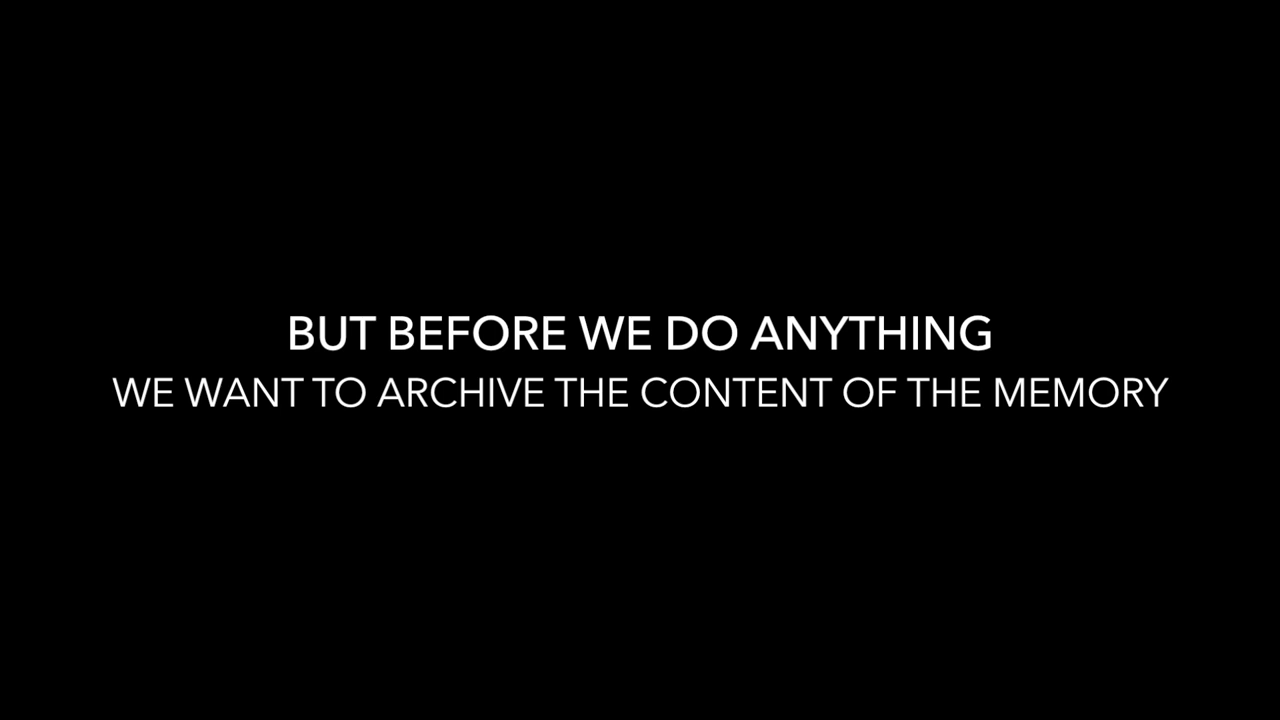 BUT BEFORE WE DO ANYTHING
WE WANT TO ARCHIVE THE CONTENT OF THE MEMORY